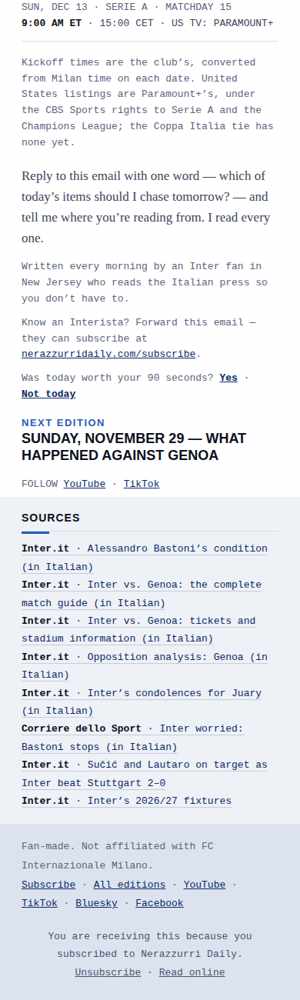 SUN, DEC 13 · SERIE A · MATCHDAY 15
9:00 AM ET · 15:00 CET · US TV: PARAMOUNT+
Kickoff times are the club’s, converted
from Milan time on each date. United
States listings are Paramount+’s, under
the CBS Sports rights to Serie A and the
Champions League; the Coppa Italia tie has
none yet.
Reply to this email with one word — which of
today’s items should I chase tomorrow? — and
tell me where you’re reading from. I read every
one.
Written every morning by an Inter fan in
New Jersey who reads the Italian press so
you don’t have to.
Know an Interista? Forward this email —
they can subscribe at
nerazzurridaily.com/subscribe.
Was today worth your 90 seconds? Yes ·
Not today
NEXT EDITION
SUNDAY, NOVEMBER 29 — WHAT
HAPPENED AGAINST GENOA
FOLLOW YouTube · TikTok
SOURCES
Inter.it · Alessandro Bastoni’s condition
(in Italian)
Inter.it · Inter vs. Genoa: the complete
match guide (in Italian)
Inter.it · Inter vs. Genoa: tickets and
stadium information (in Italian)
Inter.it · Opposition analysis: Genoa (in
Italian)
Inter.it · Inter’s condolences for Juary
(in Italian)
Corriere dello Sport · Inter worried:
Bastoni stops (in Italian)
Inter.it · Sučić and Lautaro on target as
Inter beat Stuttgart 2–0
Inter.it · Inter’s 2026/27 fixtures
Fan-made. Not affiliated with FC
Internazionale Milano.
Subscribe · All editions · YouTube ·
TikTok · Bluesky · Facebook
You are receiving this because you
subscribed to Nerazzurri Daily.
Unsubscribe · Read online